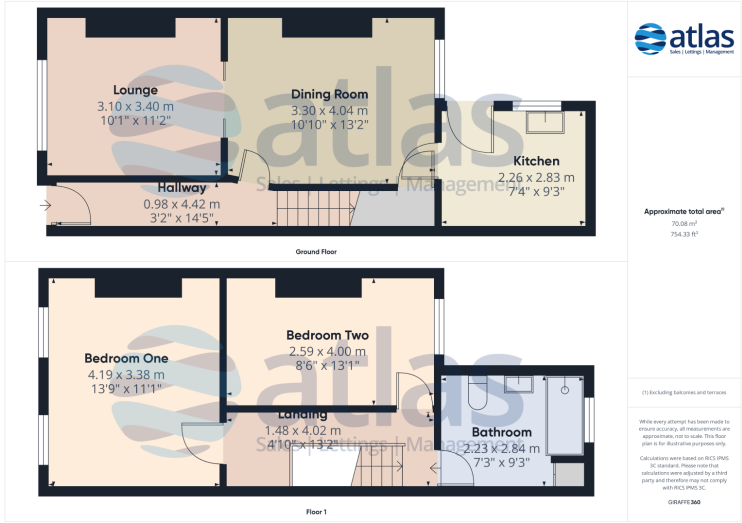 Lounge
3.10 x 3.40 m
10'1" x 11'2"
Dining Room
3.30 x 4.04 m
10'10" x 13'2"
Kitchen
2.26 x 2.83 m
7'4" x 9'3"
Hallway
0.98 x 4.42 m
3'2" x 14'5"
atlas
Sales | Lettings | Management
Ground Floor
Bedroom One
4.19 x 3.38 m
13'9" x 11'1"
Bedroom Two
2.59 x 4.00 m
8'6" x 13'1"
Landing
1.48 x 4.02 m
4'10" x 13'2"
Bathroom
2.23 x 2.84 m
7'3" x 9'3"
atlas
Sales | Lettings | Management
Floor 1
atlas
Sales | Lettings | Management
Approximate total area⁽¹⁾
70.08 m²
754.33 ft²
(1) Excluding balconies and terraces
While every attempt has been made to
ensure accuracy, all measurements are
approximate, not to scale. This floor
plan is for illustrative purposes only.
Calculations were based on RICS IPMS
3C standard. Please note that
calculations were adjusted by a third
party and therefore may not comply
with RICS IPMS 3C.
GIRAFFE360